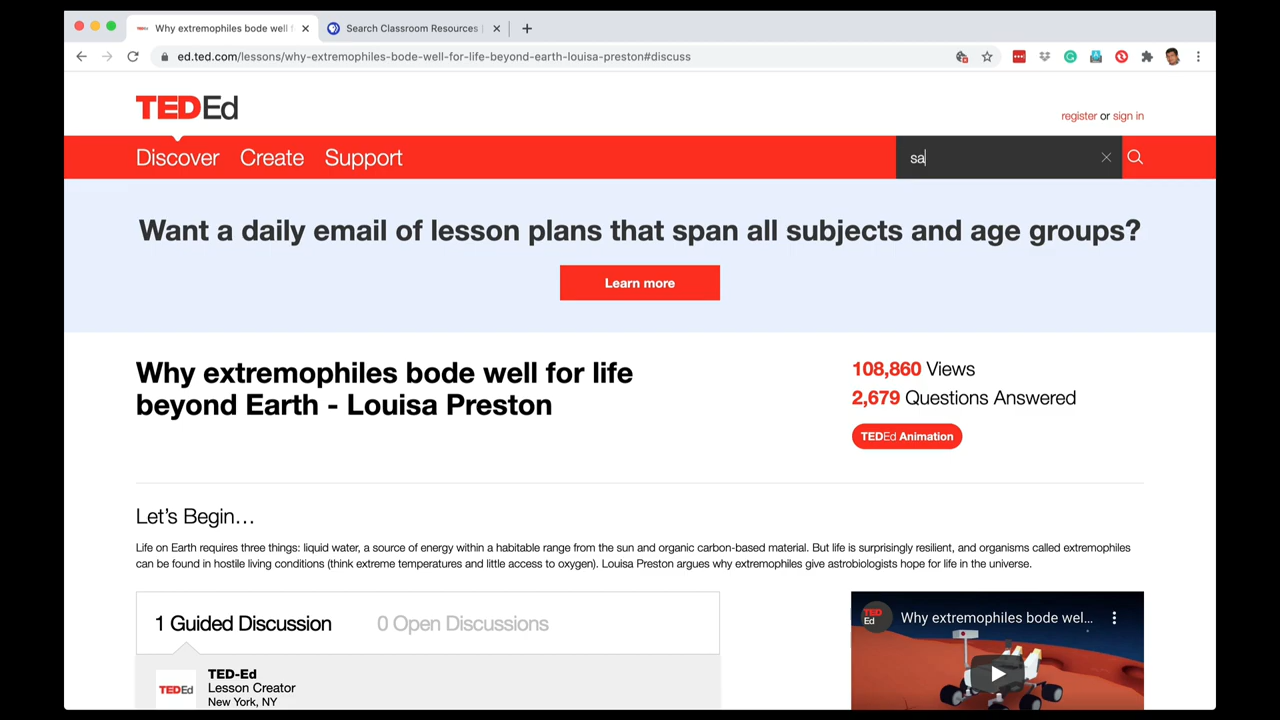 Why extremophiles bode well f
Search Classroom Resources
ed.ted.com/lessons/why-extremophiles-bode-well-for-life-beyond-earth-louisa-preston#discuss
TEDEd
register or sign in
Discover Create Support
sa
Want a daily email of lesson plans that span all subjects and age groups?
Learn more
Why extremophiles bode well for life
beyond Earth - Louisa Preston
108,860 Views
2,679 Questions Answered
TEDEd Animation
Let's Begin…
Life on Earth requires three things: liquid water, a source of energy within a habitable range from the sun and organic carbon-based material. But life is surprisingly resilient, and organisms called extremophiles
can be found in hostile living conditions (think extreme temperatures and little access to oxygen). Louisa Preston argues why extremophiles give astrobiologists hope for life in the universe.
1 Guided Discussion
0 Open Discussions
TEDEd
TED-Ed
Lesson Creator
New York, NY
TED
Ed
Why extremophiles bode wel...